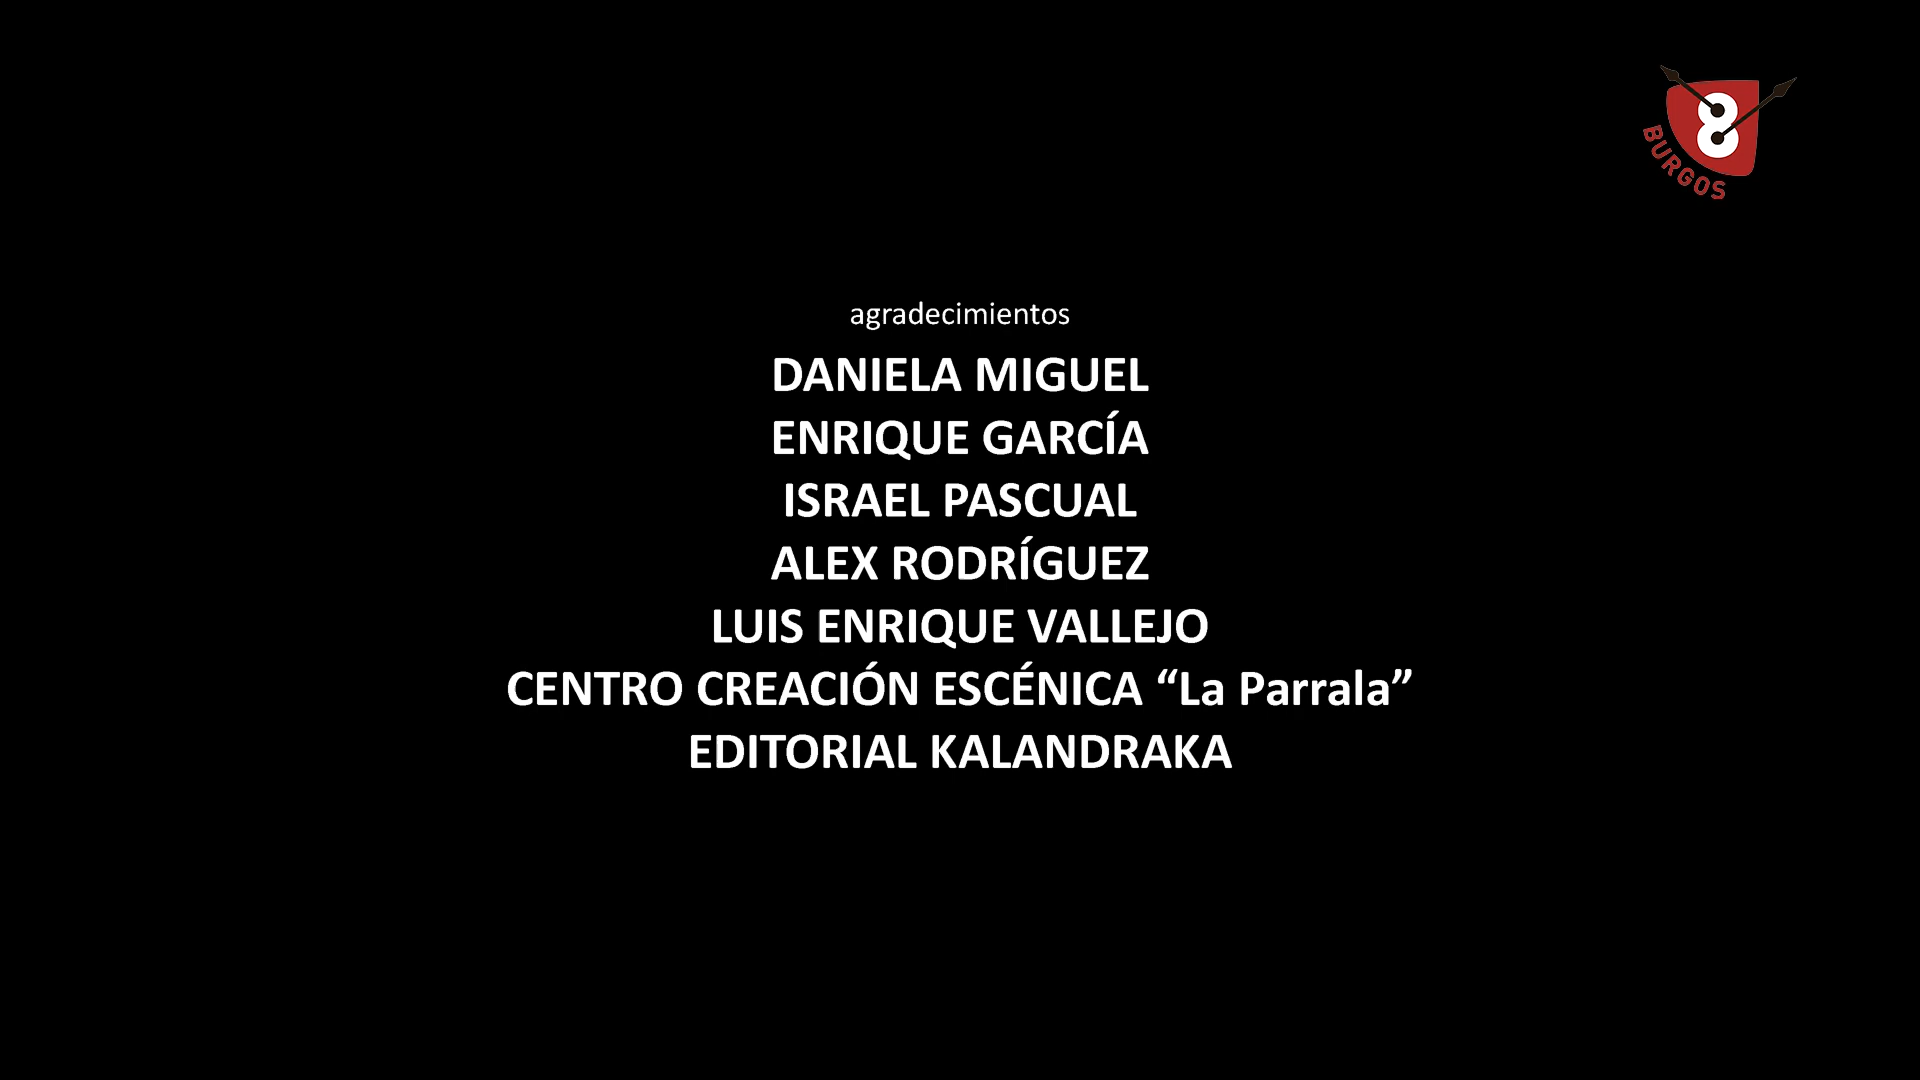 8
BURGOS
agradecimientos
DANIELA MIGUEL
ENRIQUE GARCÍA
ISRAEL PASCUAL
ALEX RODRÍGUEZ
LUIS ENRIQUE VALLEJO
CENTRO CREACIÓN ESCÉNICA “La Parrala”
EDITORIAL KALANDRAKA